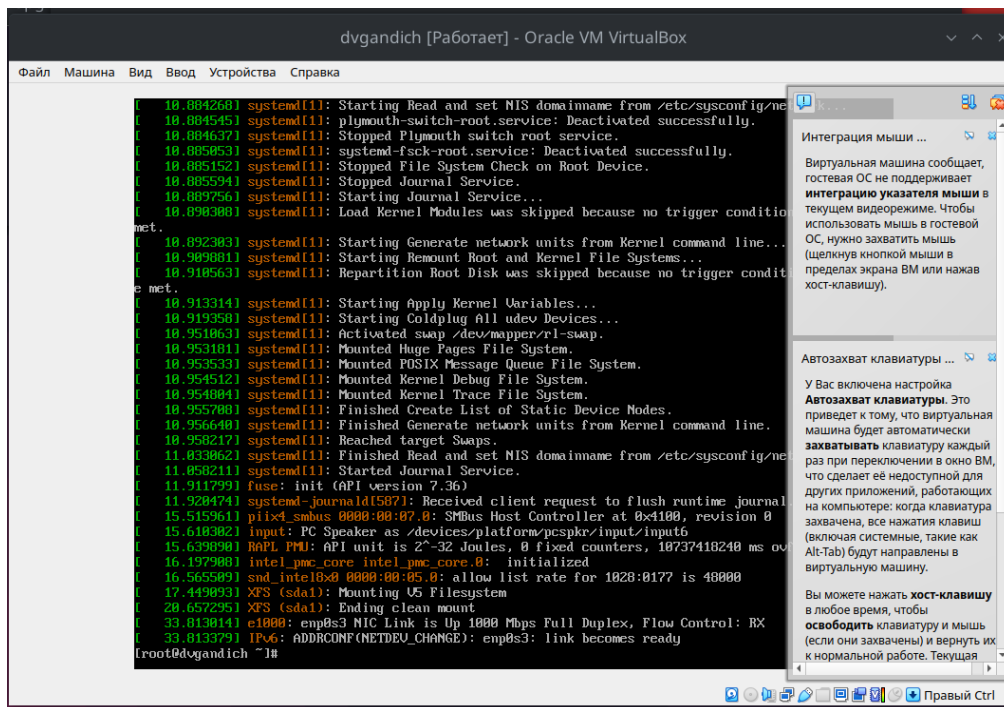 dvgandich [Работает] - Oracle VM VirtualBox
Файл Машина Вид Ввод Устройства Справка
[ 10.884268] systemd[1]: Starting Read and set NIS domainname from /etc/sysconfig/network...
[ 10.884545] systemd[1]: plymouth-switch-root.service: Deactivated successfully.
[ 10.884637] systemd[1]: Stopped Plymouth switch root service.
[ 10.885053] systemd[1]: systemd-fsck-root.service: Deactivated successfully.
[ 10.885152] systemd[1]: Stopped File System Check on Root Device.
[ 10.885594] systemd[1]: Stopped Journal Service.
[ 10.889756] systemd[1]: Starting Journal Service...
[ 10.890308] systemd[1]: Load Kernel Modules was skipped because no trigger condition
met.
[ 10.892303] systemd[1]: Starting Generate network units from Kernel command line...
[ 10.909881] systemd[1]: Starting Remount Root and Kernel File Systems...
[ 10.910563] systemd[1]: Repartition Root Disk was skipped because no trigger conditi
e met.
[ 10.913314] systemd[1]: Starting Apply Kernel Variables...
[ 10.919358] systemd[1]: Starting Coldplug All udev Devices...
[ 10.951063] systemd[1]: Activated swap /dev/mapper/rl-swap.
[ 10.953181] systemd[1]: Mounted Huge Pages File System.
[ 10.953533] systemd[1]: Mounted POSIX Message Queue File System.
[ 10.954512] systemd[1]: Mounted Kernel Debug File System.
[ 10.954804] systemd[1]: Mounted Kernel Trace File System.
[ 10.955708] systemd[1]: Finished Create List of Static Device Nodes.
[ 10.956640] systemd[1]: Finished Generate network units from Kernel command line.
[ 10.958217] systemd[1]: Reached target Swaps.
[ 11.033062] systemd[1]: Finished Read and set NIS domainname from /etc/sysconfig/net
[ 11.058211] systemd[1]: Started Journal Service.
[ 11.911799] fuse: init (API version 7.36)
[ 11.920474] systemd-journald[587]: Received client request to flush runtime journal.
[ 15.515961] piix4_smbus 0000:00:07.0: SMBus Host Controller at 0x4100, revision 0
[ 15.610302] input: PC Speaker as /devices/platform/pcspkr/input/input6
[ 15.639890] RAPL PMU: API unit is 2^-32 Joules, 0 fixed counters, 10737418240 ms ovf
[ 16.197908] intel_pmc_core intel_pmc_core.0: initialized
[ 16.565509] snd_intel8x0 0000:00:05.0: allow list rate for 1028:0177 is 48000
[ 17.449093] XFS (sda1): Mounting V5 Filesystem
[ 20.657295] XFS (sda1): Ending clean mount
[ 33.813014] e1000: enp0s3 NIC Link is Up 1000 Mbps Full Duplex, Flow Control: RX
[ 33.813379] IPv6: ADDRCONF(NETDEV_CHANGE): enp0s3: link becomes ready
[root@dvgandich ~]#
Интеграция мыши ...
Виртуальная машина сообщает,
гостевая ОС не поддерживает
интеграцию указателя мыши в
текущем видеорежиме. Чтобы
использовать мышь в гостевой
ОС, нужно захватить мышь
(щелкнув кнопкой мыши в
пределах экрана ВМ или нажав
хост-клавишу).
Автозахват клавиатуры ...
У Вас включена настройка
Автозахват клавиатуры. Это
приведет к тому, что виртуальная
машина будет автоматически
захватывать клавиатуру каждый
раз при переключении в окно ВМ,
что сделает её недоступной для
других приложений, работающих
на компьютере: когда клавиатура
захвачена, все нажатия клавиш
(включая системные, такие как
Alt-Tab) будут направлены в
виртуальную машину.
Вы можете нажать хост-клавишу
в любое время, чтобы
освободить клавиатуру и мышь
(если они захвачены) и вернуть их
к нормальной работе. Текущая
Правый Ctrl